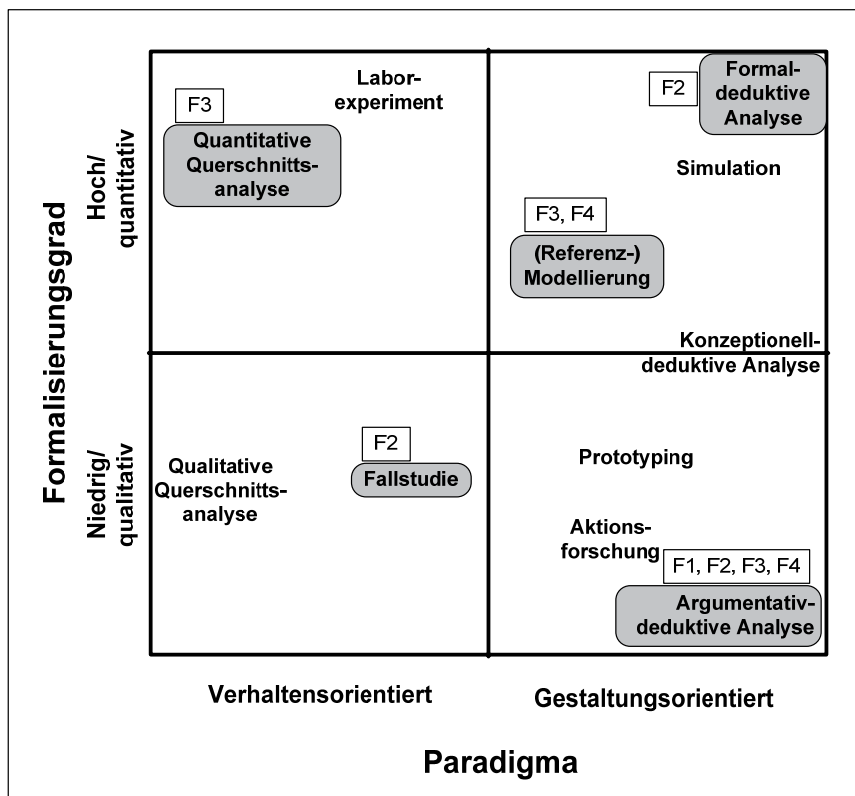 Formalisierungsgrad
Hoch/
quantitativ
Niedrig/
qualitativ
F3
Quantitative
Querschnitts-
analyse
Labor-
experiment
F2
Formal-
deduktive
Analyse
Simulation
F3, F4
(Referenz-)
Modellierung
Konzeptionell-
deduktive Analyse
Qualitative
Querschnitts-
analyse
F2
Fallstudie
Prototyping
Aktions-
forschung
F1, F2, F3, F4
Argumentativ-
deduktive Analyse
Verhaltensorientiert
Gestaltungsorientiert
Paradigma